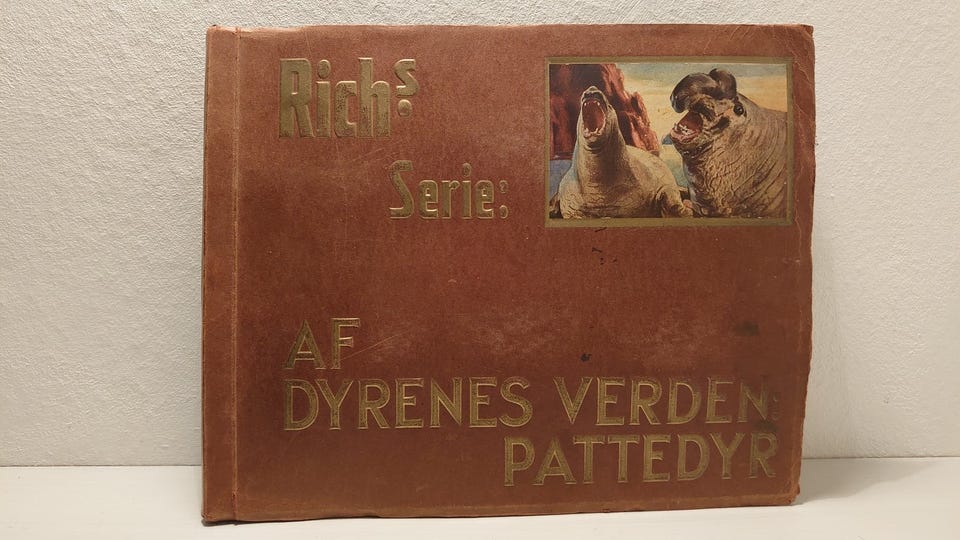 Richs
Serie:
AF
DYRENES VERDEN:
PATTEDYR